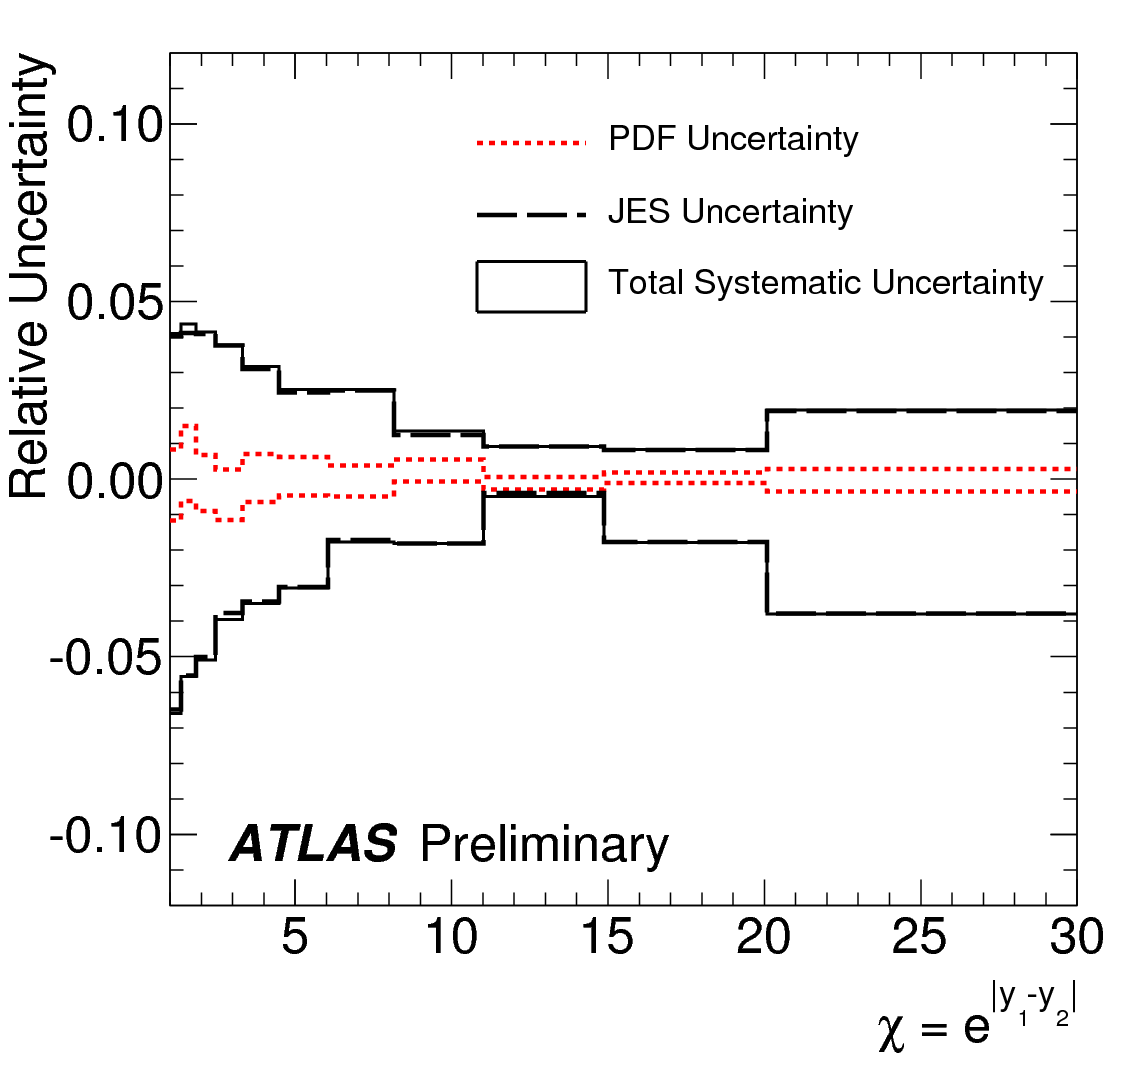 Relative Uncertainty
0.10
0.05
0.00
-0.05
-0.10
PDF Uncertainty
JES Uncertainty
Total Systematic Uncertainty
ATLAS Preliminary
5 10 15 20 25 30
χ = e^|y₁-y₂|